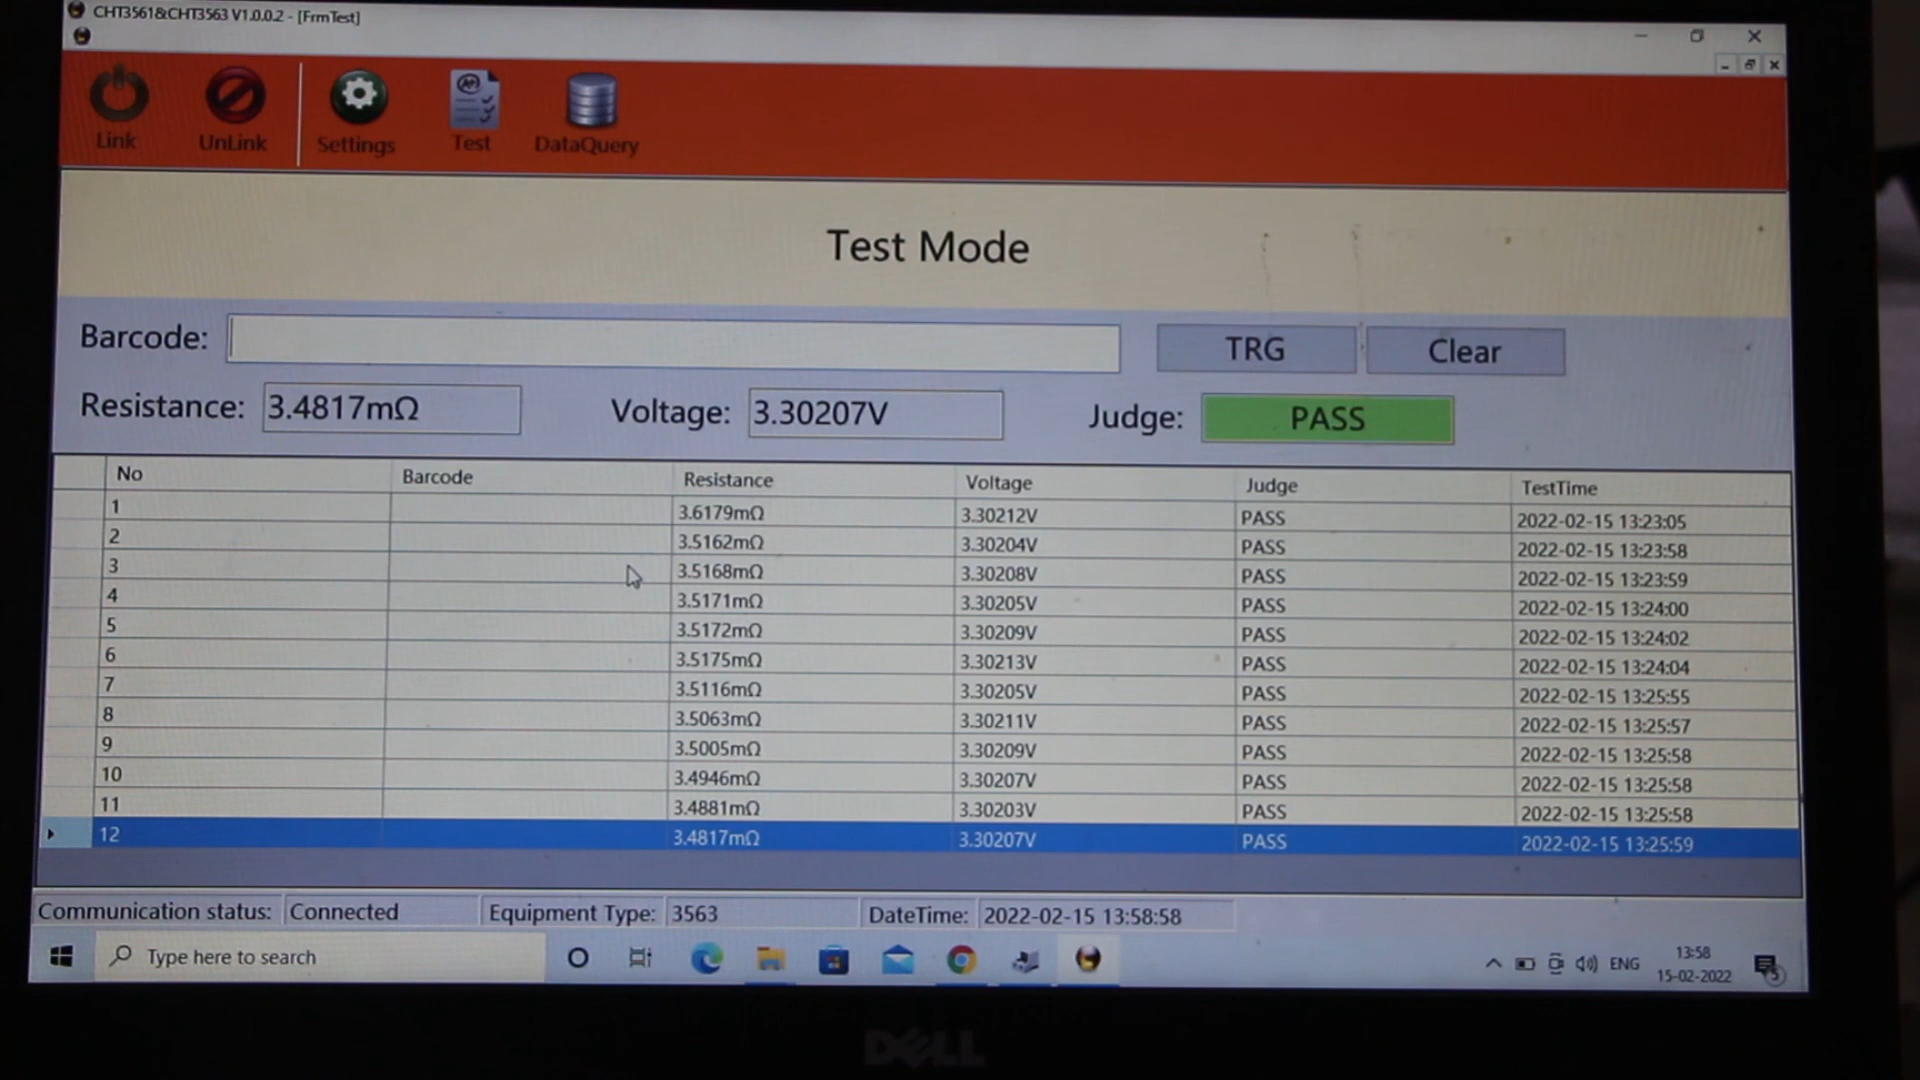 CHT3561&CHT3563 V1.0.0.2 - [FrmTest]
Link UnLink Settings Test DataQuery
Test Mode
Barcode: TRG Clear
Resistance: 3.4817mΩ Voltage: 3.30207V Judge: PASS
No Barcode Resistance Voltage Judge TestTime
1 3.6179mΩ 3.30212V PASS 2022-02-15 13:23:05
2 3.5162mΩ 3.30204V PASS 2022-02-15 13:23:58
3 3.5168mΩ 3.30208V PASS 2022-02-15 13:23:59
4 3.5171mΩ 3.30205V PASS 2022-02-15 13:24:00
5 3.5172mΩ 3.30209V PASS 2022-02-15 13:24:02
6 3.5175mΩ 3.30213V PASS 2022-02-15 13:24:04
7 3.5116mΩ 3.30205V PASS 2022-02-15 13:25:55
8 3.5063mΩ 3.30211V PASS 2022-02-15 13:25:57
9 3.5005mΩ 3.30209V PASS 2022-02-15 13:25:58
10 3.4946mΩ 3.30207V PASS 2022-02-15 13:25:58
11 3.4881mΩ 3.30203V PASS 2022-02-15 13:25:58
12 3.4817mΩ 3.30207V PASS 2022-02-15 13:25:59
Communication status: Connected Equipment Type: 3563 DateTime: 2022-02-15 13:58:58
Type here to search ENG 13:58
15-02-2022 5
DELL